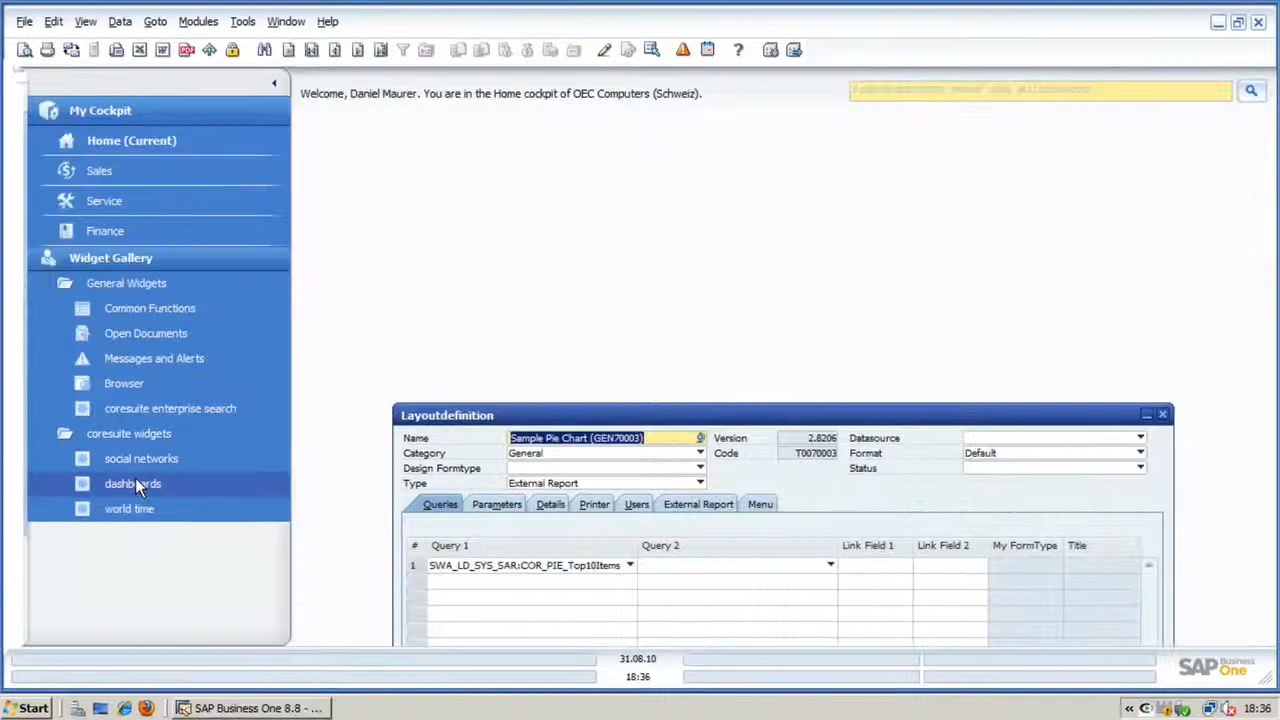 File Edit View Data Goto Modules Tools Window Help
Welcome, Daniel Maurer. You are in the Home cockpit of OEC Computers (Schweiz).
My Cockpit
Home (Current)
Sales
Service
Finance
Widget Gallery
General Widgets
Common Functions
Open Documents
Messages and Alerts
Browser
coresuite enterprise search
coresuite widgets
social networks
dashboards
world time
Layoutdefinition
Name Sample Pie Chart (GEN70003) Version 2.8206 Datasource
Category General Code T0070003 Format Default
Design Formtype Status
Type External Report
Queries Parameters Details Printer Users External Report Menu
# Query 1 Query 2 Link Field 1 Link Field 2 My FormType Title
1 SWA_LD_SYS_SAR;COR_PIE_Top10Items
31.08.10
18:36
SAP Business One
Start SAP Business One 8.8 - ... « 18:36